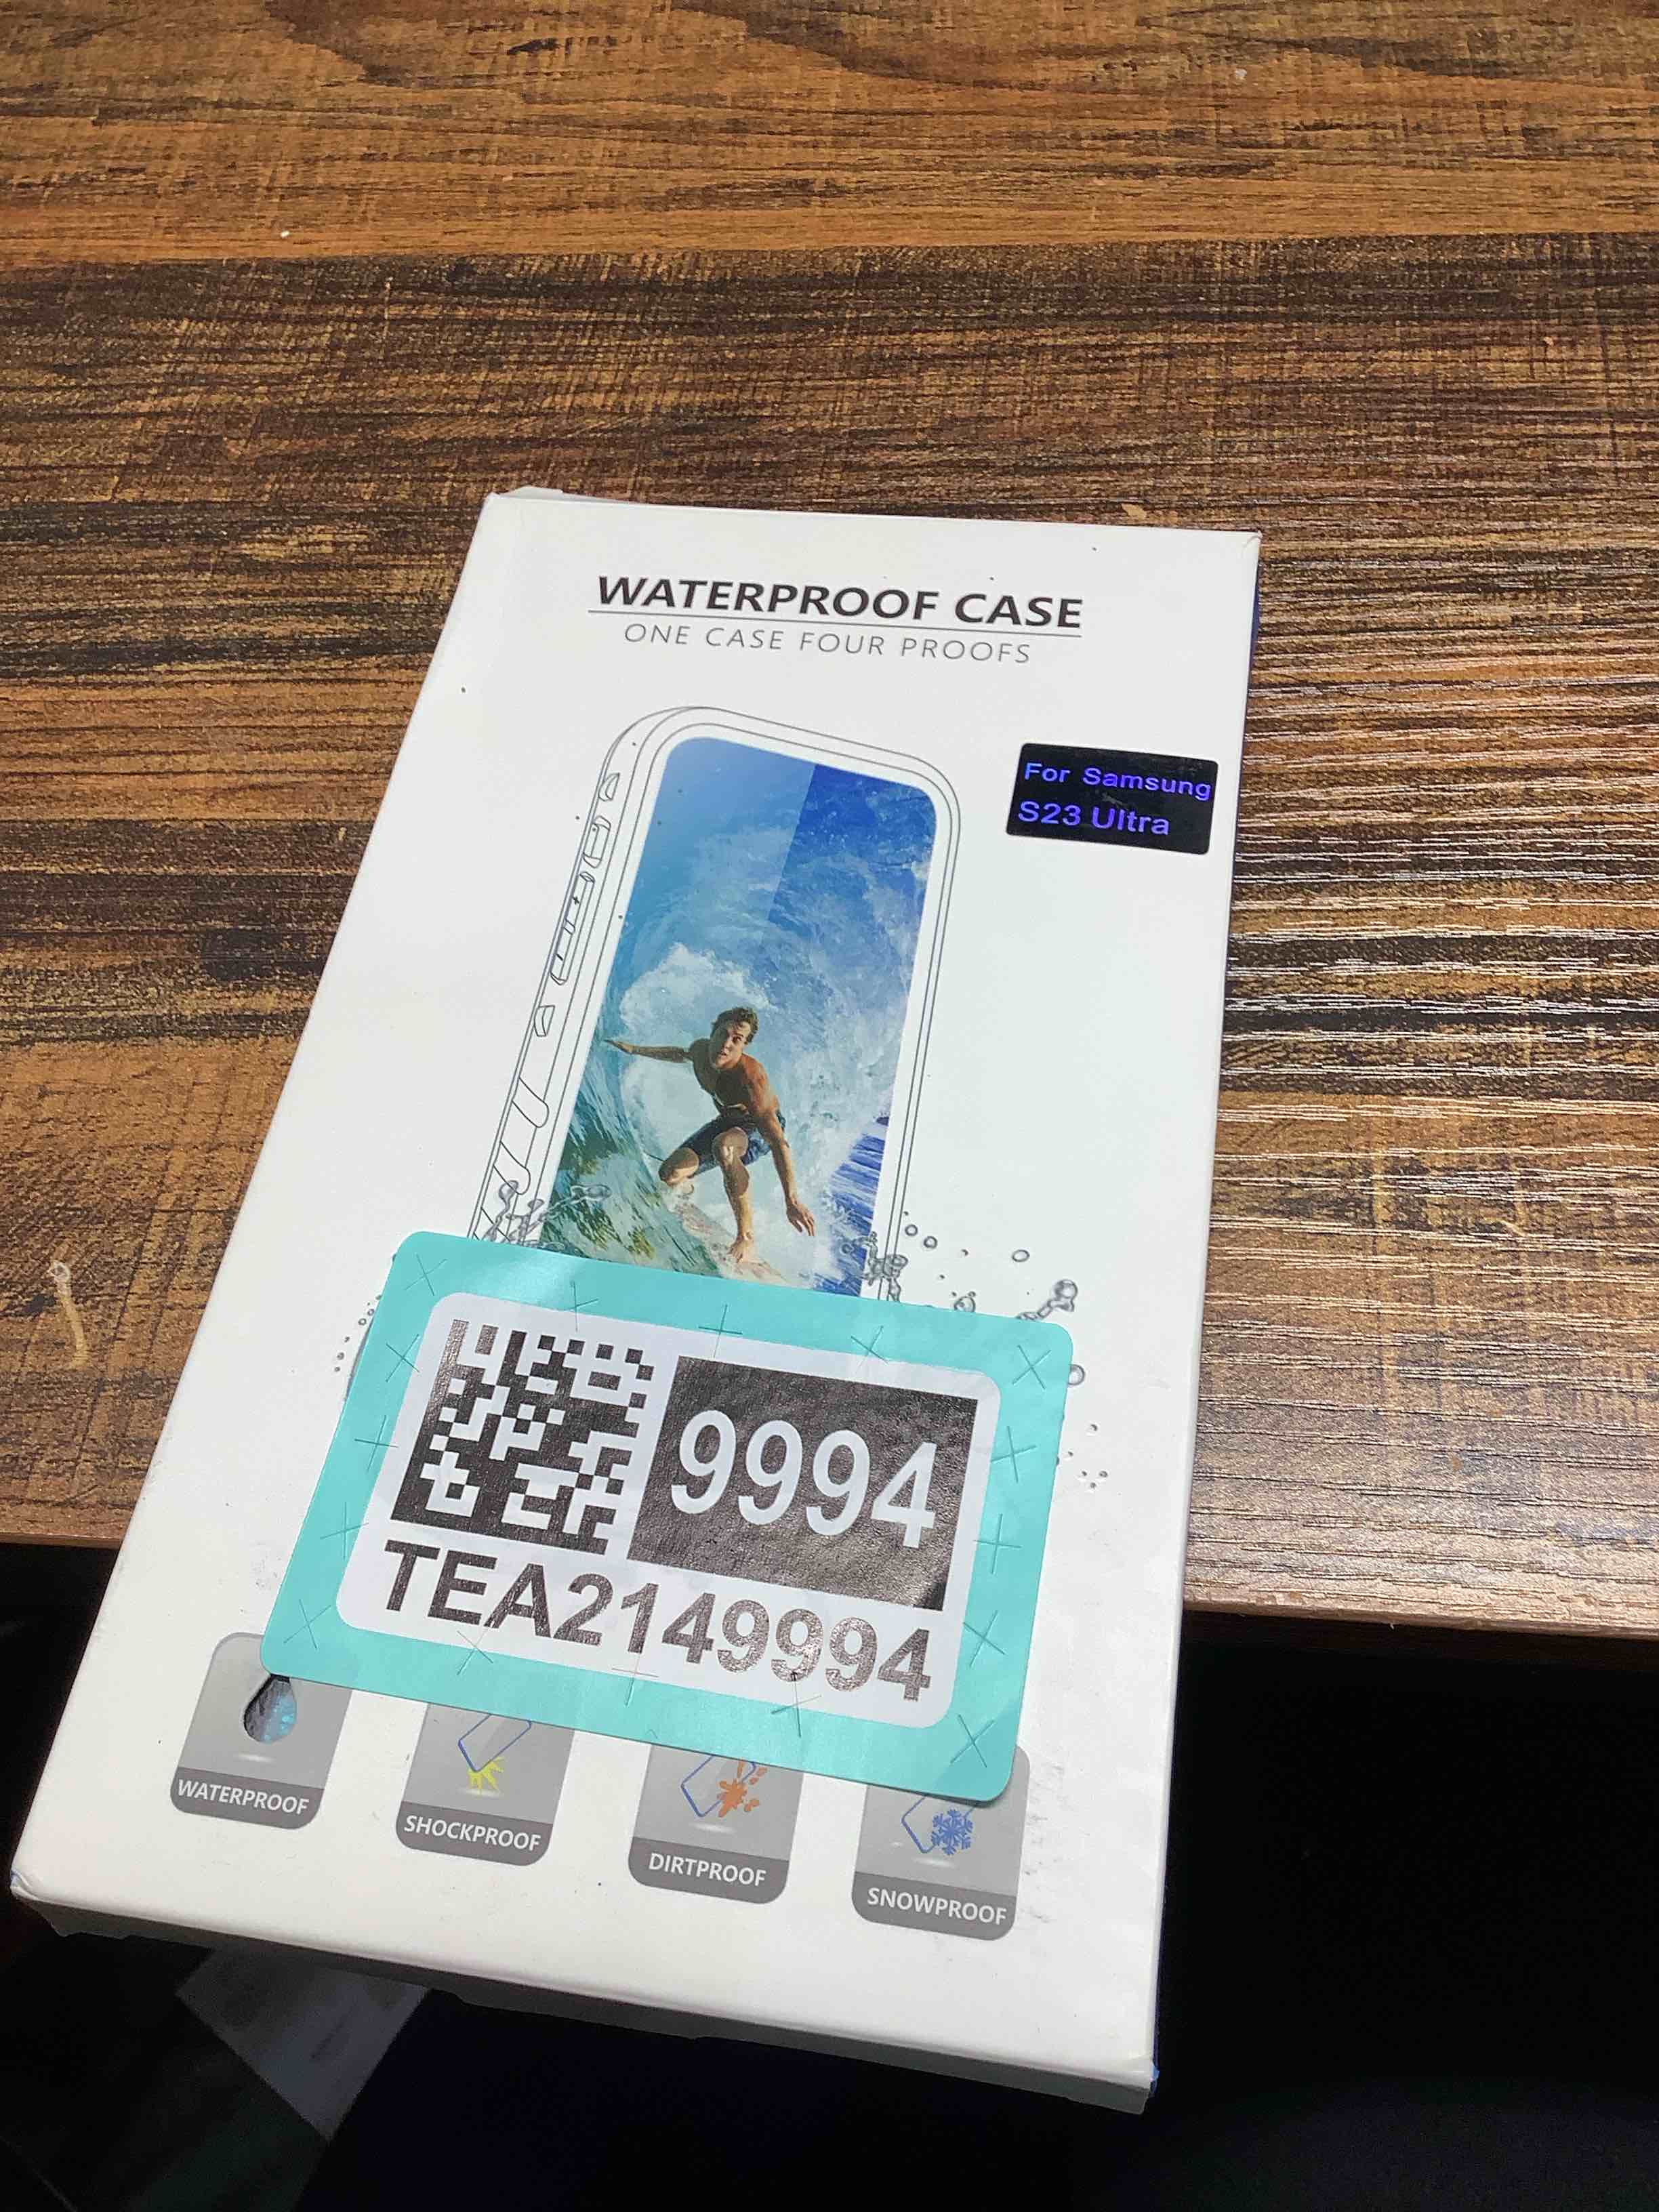 WATERPROOF CASE
ONE CASE FOUR PROOFS
For Samsung
S23 Ultra
9994
TEA2149994
WATERPROOF
SHOCKPROOF
DIRTPROOF
SNOWPROOF